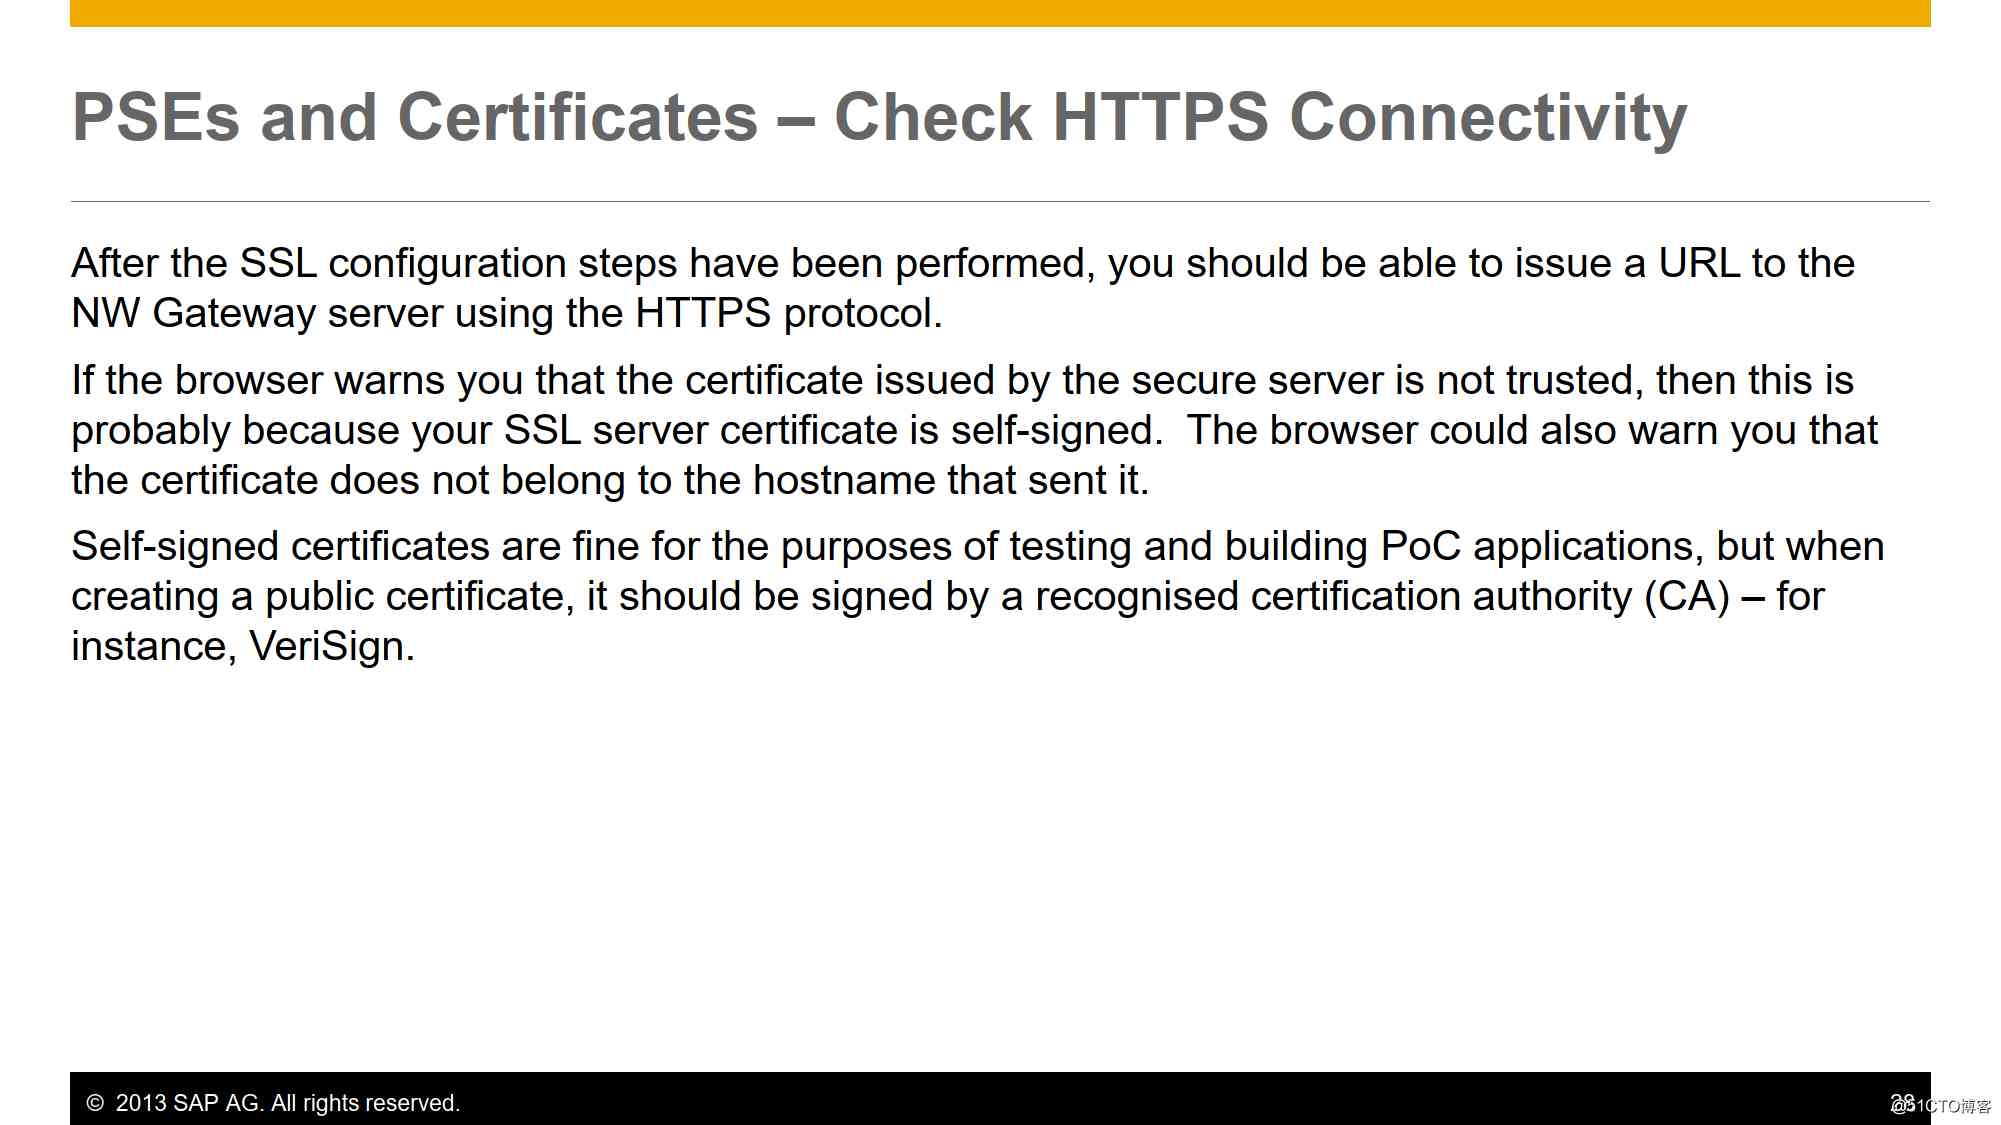 PSEs and Certificates – Check HTTPS Connectivity
After the SSL configuration steps have been performed, you should be able to issue a URL to the
NW Gateway server using the HTTPS protocol.
If the browser warns you that the certificate issued by the secure server is not trusted, then this is
probably because your SSL server certificate is self-signed.  The browser could also warn you that
the certificate does not belong to the hostname that sent it.
Self-signed certificates are fine for the purposes of testing and building PoC applications, but when
creating a public certificate, it should be signed by a recognised certification authority (CA) – for
instance, VeriSign.
© 2013 SAP AG. All rights reserved.
@51CTO博客